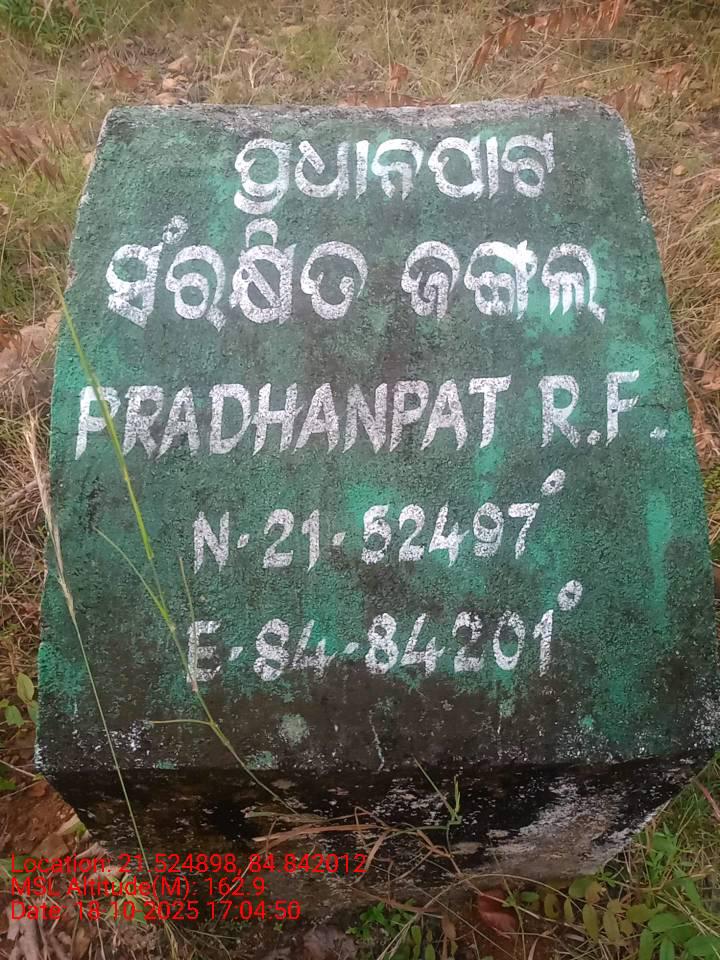 ପ୍ରଧାନପାଟ
ସଂରକ୍ଷିତ ଜଙ୍ଗଲ
PRADHANPAT R.F.
N-21.52497°
E-84.84201°
Location: 21.524898, 84.842012
MSL Altitude(M): 162.9
Date: 18-10-2025 17:04:50